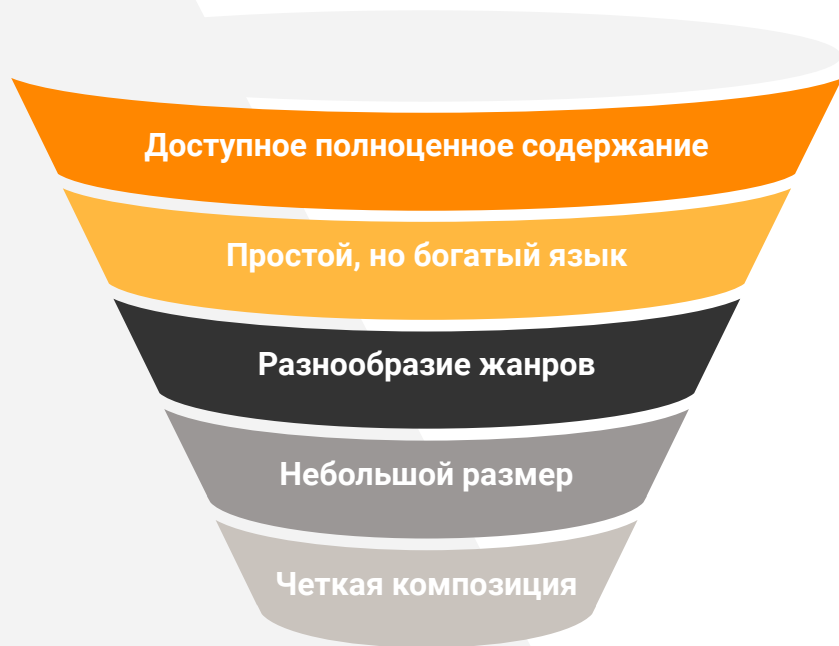 Доступное полноценное содержание
Простой, но богатый язык
Разнообразие жанров
Небольшой размер
Четкая композиция